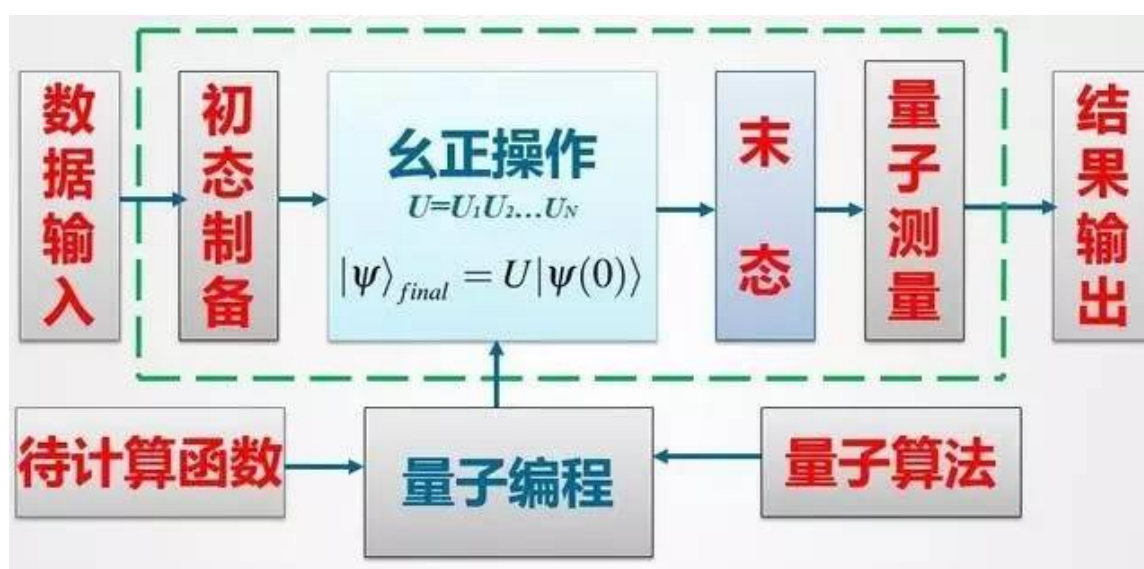 数据输入
初态制备
幺正操作
U=U₁U₂…U_N
|ψ⟩_final = U|ψ(0)⟩
末态
量子测量
结果输出
待计算函数
量子编程
量子算法